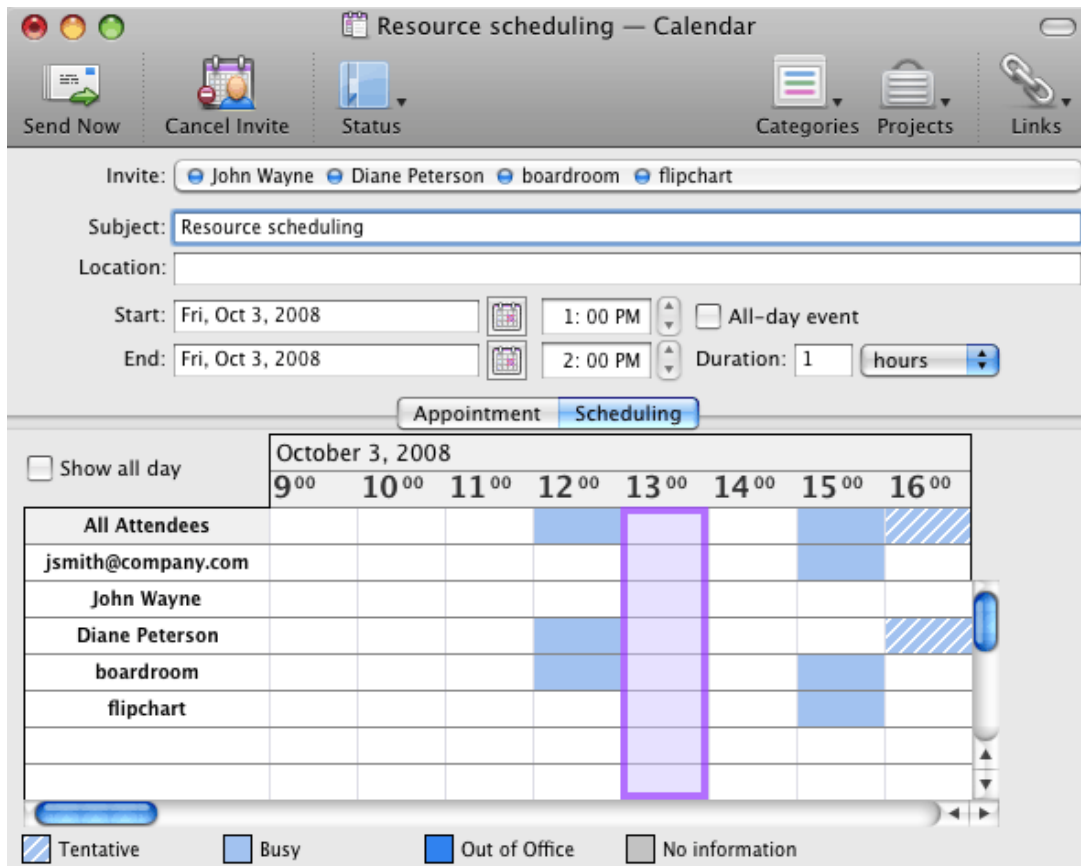 Resource scheduling — Calendar
Send Now Cancel Invite Status Categories Projects Links
Invite: John Wayne Diane Peterson boardroom flipchart
Subject: Resource scheduling
Location:
Start: Fri, Oct 3, 2008 1: 00 PM All-day event
End: Fri, Oct 3, 2008 2: 00 PM Duration: 1 hours
Appointment Scheduling
Show all day October 3, 2008
9⁰⁰ 10⁰⁰ 11⁰⁰ 12⁰⁰ 13⁰⁰ 14⁰⁰ 15⁰⁰ 16⁰⁰
All Attendees
jsmith@company.com
John Wayne
Diane Peterson
boardroom
flipchart
Tentative Busy Out of Office No information